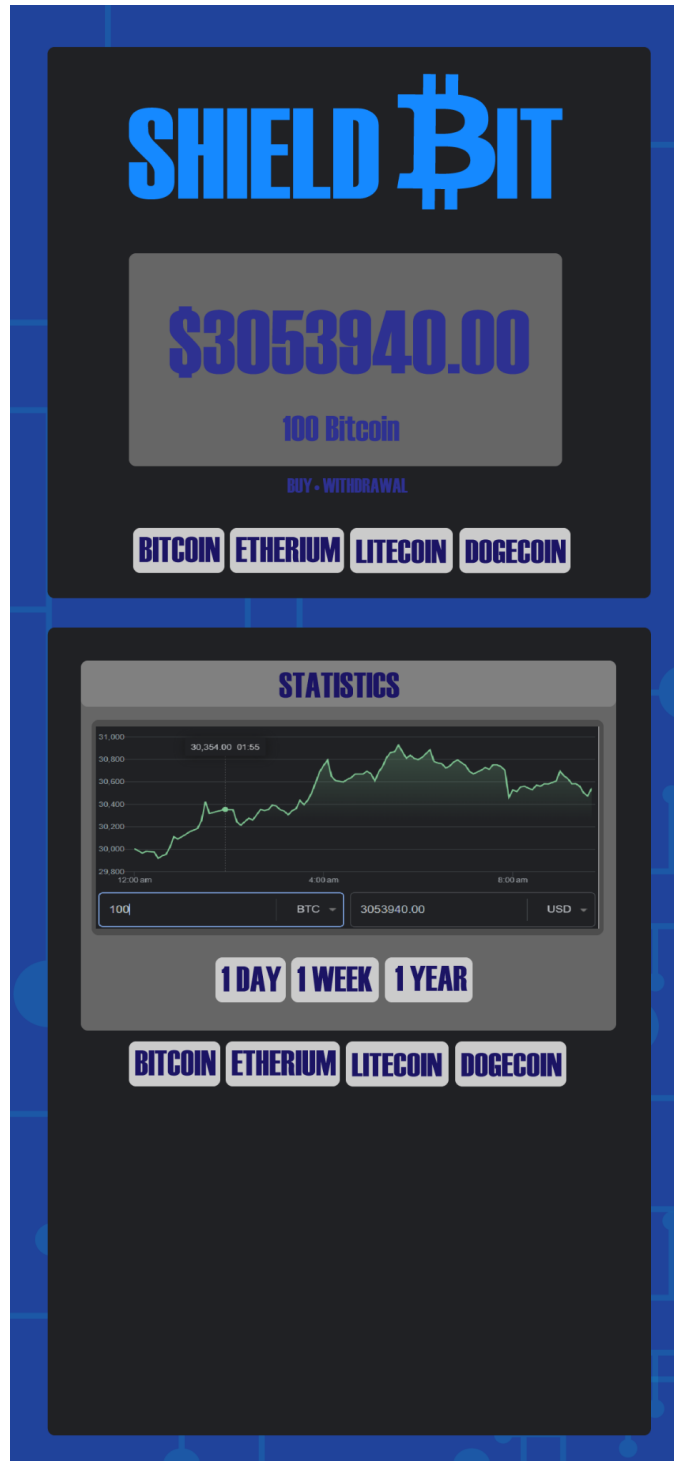 SHIELD BIT
$3053940.00
100 Bitcoin
BUY • WITHDRAWAL
BITCOIN ETHERIUM LITECOIN DOGECOIN
STATISTICS
31,000
30,354.00 01:55
30,800
30,600
30,400
30,200
30,000
29,800
12:00 am 4:00 am 8:00 am
100 BTC 3053940.00 USD
1 DAY 1 WEEK 1 YEAR
BITCOIN ETHERIUM LITECOIN DOGECOIN